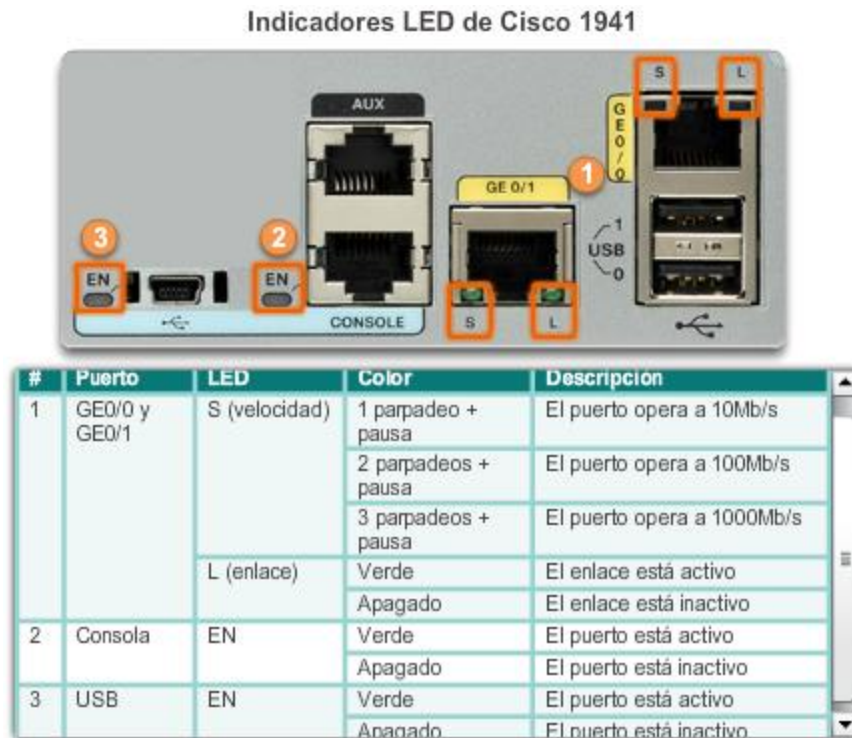 Indicadores LED de Cisco 1941
S L
AUX
GE0/0
1
GE 0/1
3
2
1
USB
0
EN
EN
CONSOLE
S L
# Puerto LED Color Descripción
1 GE0/0 y GE0/1 S (velocidad) 1 parpadeo + pausa El puerto opera a 10Mb/s
2 parpadeos + pausa El puerto opera a 100Mb/s
3 parpadeos + pausa El puerto opera a 1000Mb/s
L (enlace) Verde El enlace está activo
Apagado El enlace está inactivo
2 Consola EN Verde El puerto está activo
Apagado El puerto está inactivo
3 USB EN Verde El puerto está activo
Apagado El puerto está inactivo